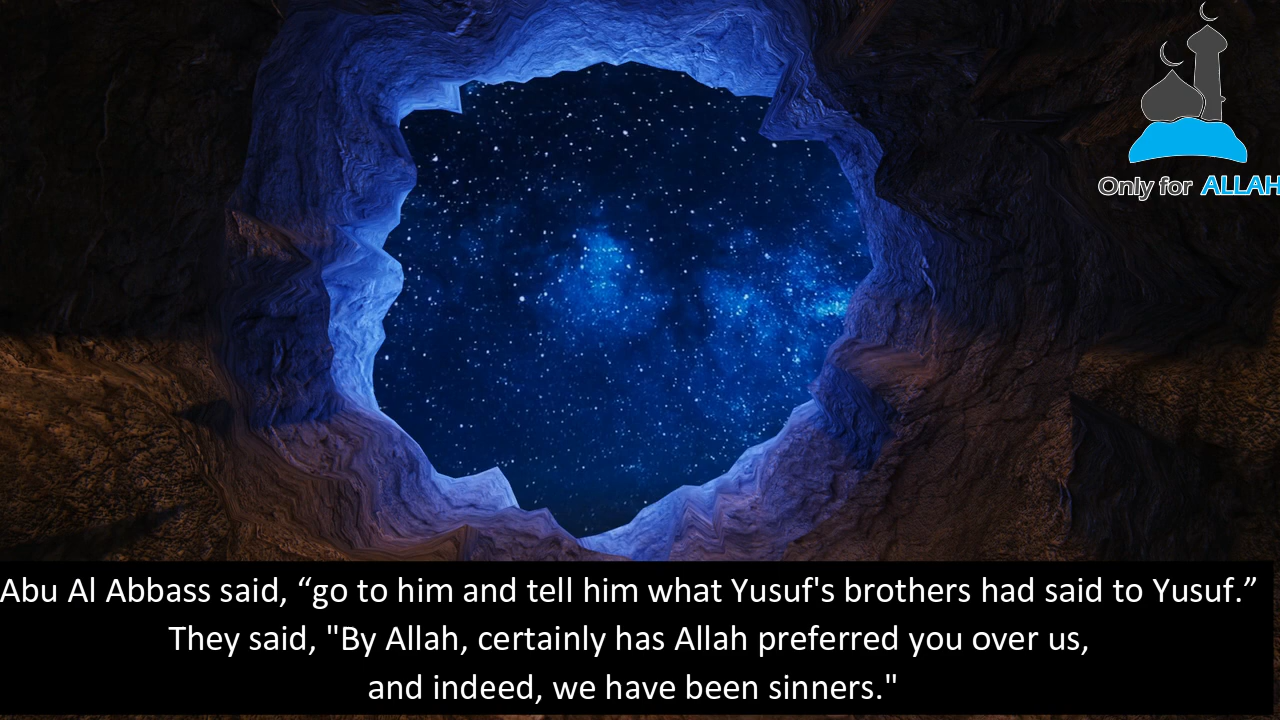 Only for ALLAH
Abu Al Abbass said, “go to him and tell him what Yusuf's brothers had said to Yusuf.”
They said, "By Allah, certainly has Allah preferred you over us,
and indeed, we have been sinners."